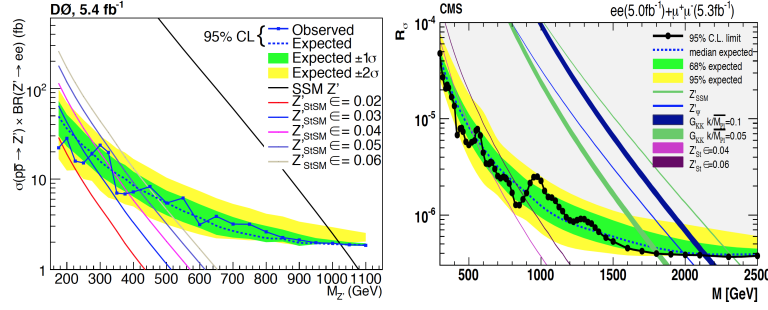 DØ, 5.4 fb⁻¹
95% CL
Observed
Expected
Expected ±1σ
Expected ±2σ
SSM Z'
Z'StSM ∈= 0.02
Z'StSM ∈= 0.03
Z'StSM ∈= 0.04
Z'StSM ∈= 0.05
Z'StSM ∈= 0.06
σ(pp̄ → Z') × BR(Z' → ee) (fb)
10²
10
1
200 300 400 500 600 700 800 900 1000 1100
MZ' (GeV)
CMS
ee(5.0fb⁻¹)+μ⁺μ⁻(5.3fb⁻¹)
Rσ
95% C.L. limit
median expected
68% expected
95% expected
Z'SSM
Z'Ψ
GKK k/M̅Pl=0.1
GKK k/M̅Pl=0.05
Z'St ∈=0.04
Z'St ∈=0.06
10⁻⁴
10⁻⁵
10⁻⁶
500 1000 1500 2000 2500
M [GeV]